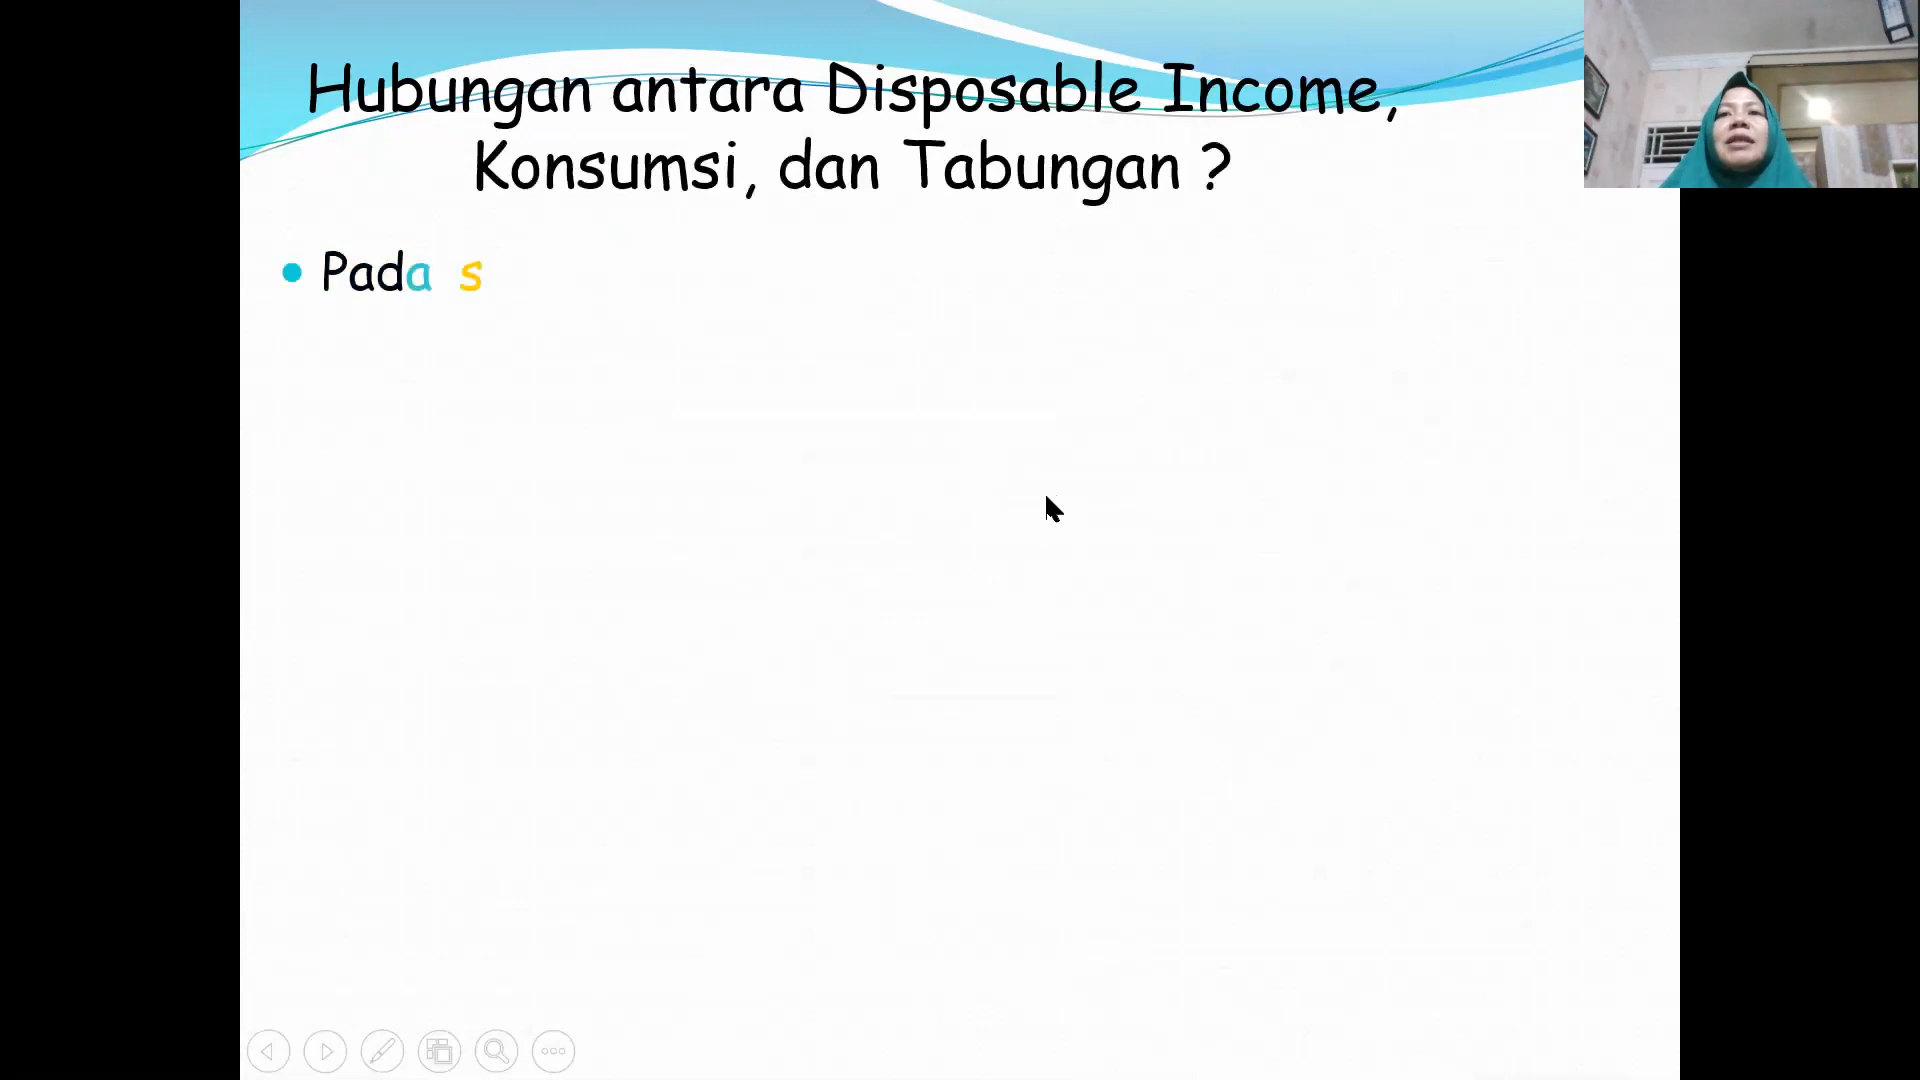 Hubungan antara Disposable Income,
Konsumsi, dan Tabungan ?
• Pada s